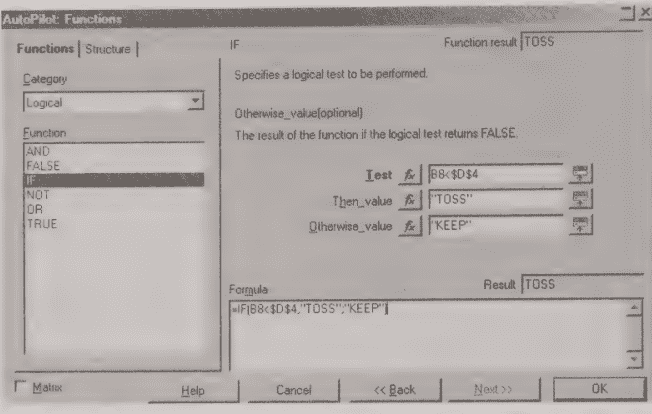 AutoPilot: Functions
Functions Structure
IF
Function result TOSS
Category
Logical
Specifies a logical test to be performed.
Otherwise_value(optional)
The result of the function if the logical test returns FALSE.
Function
AND
FALSE
IF
NOT
OR
TRUE
Test fx B8<$D$4
Then_value fx "TOSS"
Otherwise_value fx "KEEP"
Formula
Result TOSS
=IF(B8<$D$4;"TOSS";"KEEP")
Matrix
Help
Cancel
<< Back
Next >>
OK